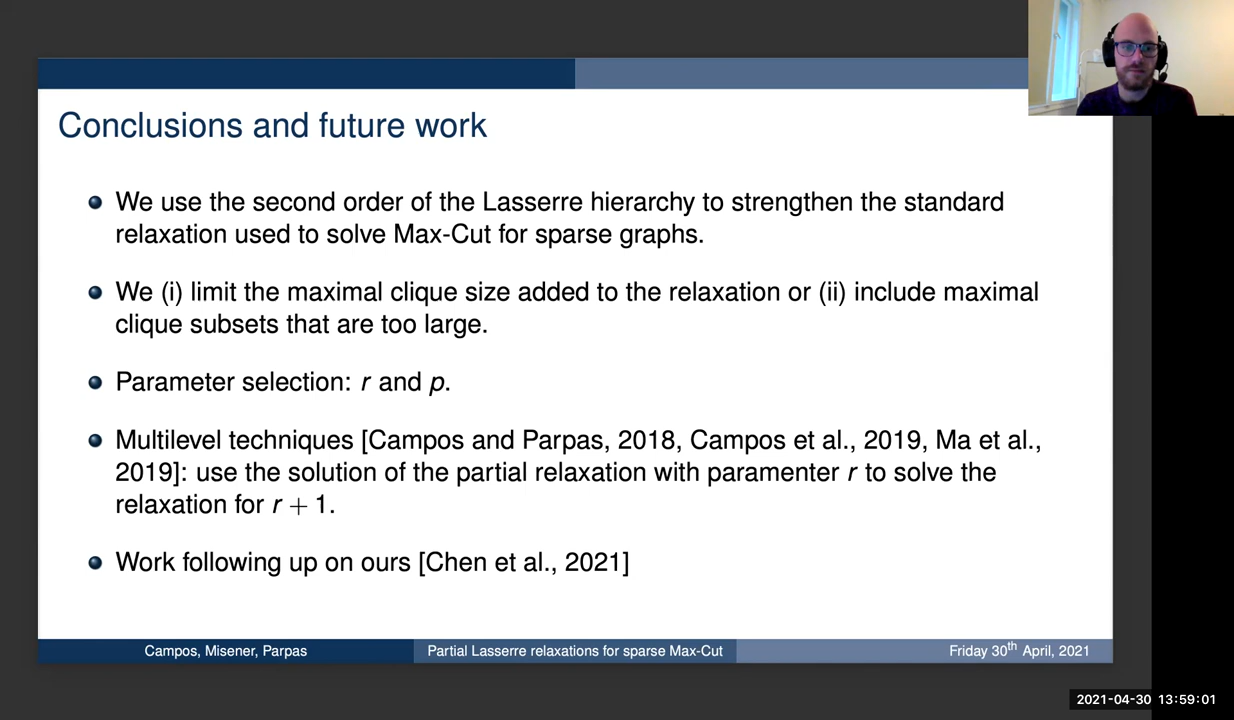 Conclusions and future work
We use the second order of the Lasserre hierarchy to strengthen the standard
relaxation used to solve Max-Cut for sparse graphs.
We (i) limit the maximal clique size added to the relaxation or (ii) include maximal
clique subsets that are too large.
Parameter selection: r and p.
Multilevel techniques [Campos and Parpas, 2018, Campos et al., 2019, Ma et al.,
2019]: use the solution of the partial relaxation with paramenter r to solve the
relaxation for r + 1.
Work following up on ours [Chen et al., 2021]
Campos, Misener, Parpas
Partial Lasserre relaxations for sparse Max-Cut
Friday 30th April, 2021
2021-04-30 13:59:01